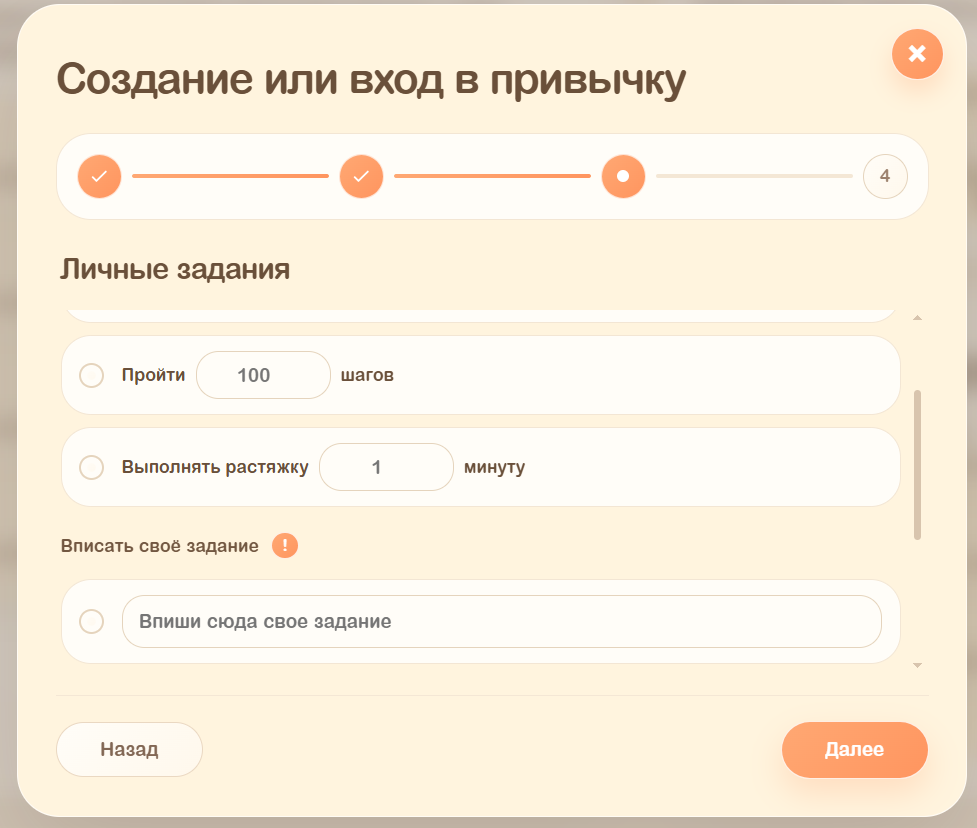 Создание или вход в привычку
4
Личные задания
Пройти 100 шагов
Выполнять растяжку 1 минуту
Вписать своё задание !
Впиши сюда свое задание
Назад Далее